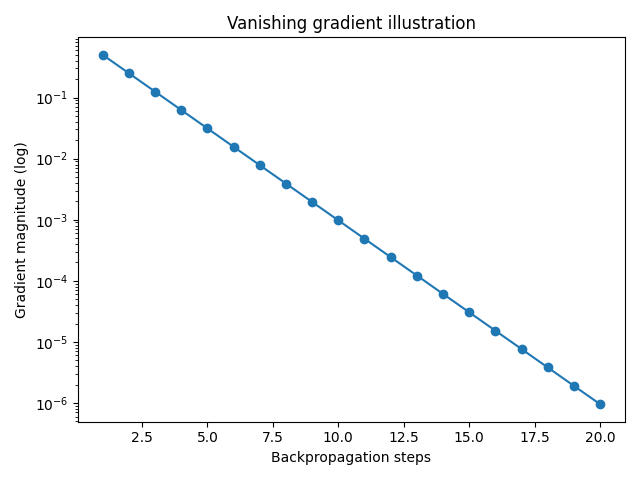 Vanishing gradient illustration
Gradient magnitude (log)
10⁻¹
10⁻²
10⁻³
10⁻⁴
10⁻⁵
10⁻⁶
2.5 5.0 7.5 10.0 12.5 15.0 17.5 20.0
Backpropagation steps